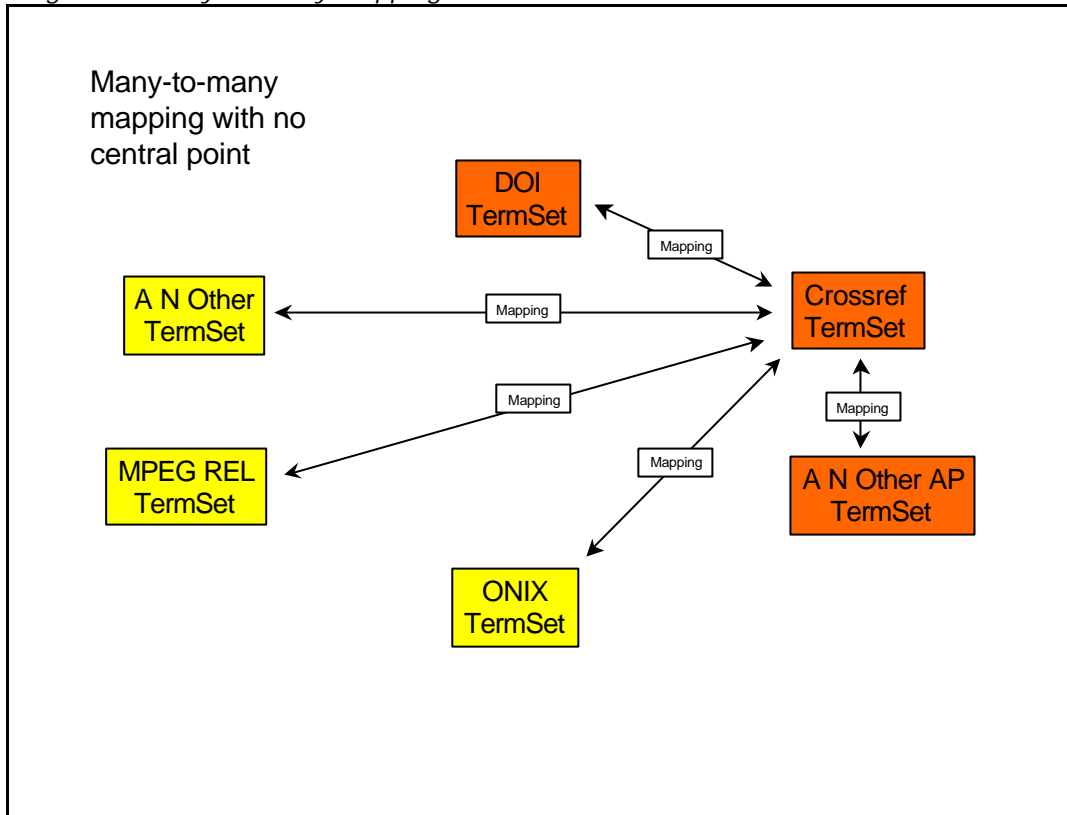 Many-to-many
mapping with no
central point
DOI
TermSet
Mapping
A N Other
TermSet
Mapping
Crossref
TermSet
Mapping
Mapping
MPEG REL
TermSet
Mapping
A N Other AP
TermSet
ONIX
TermSet